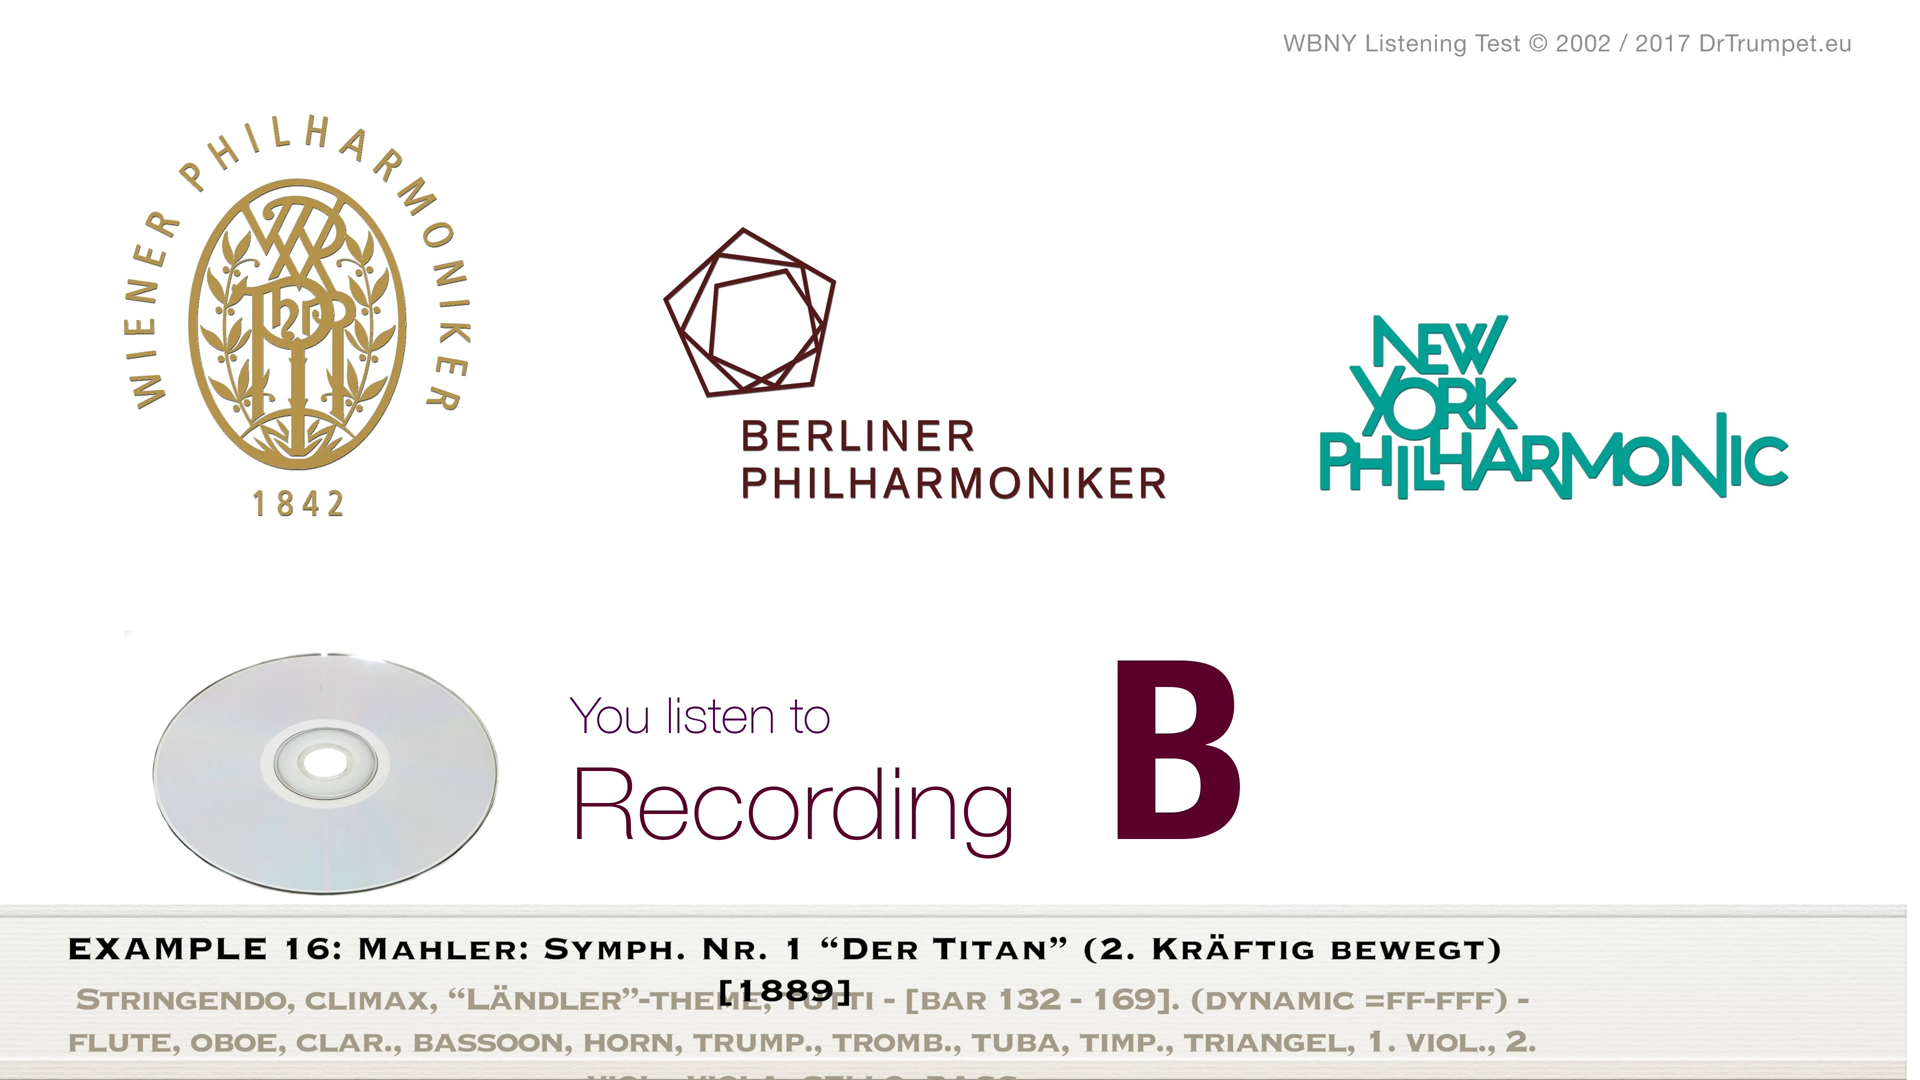 WBNY Listening Test © 2002 / 2017 DrTrumpet.eu
WIENER PHILHARMONIKER
1842
BERLINER
PHILHARMONIKER
NEW
YORK
PHILHARMONIC
You listen to
Recording
B
EXAMPLE 16: MAHLER: SYMPH. NR. 1 “DER TITAN” (2. KRÄFTIG BEWEGT)
[1889]
STRINGENDO, CLIMAX, “LÄNDLER”-THEME, TUTTI - [BAR 132 - 169]. (DYNAMIC =FF-FFF) -
FLUTE, OBOE, CLAR., BASSOON, HORN, TRUMP., TROMB., TUBA, TIMP., TRIANGEL, 1. VIOL., 2.